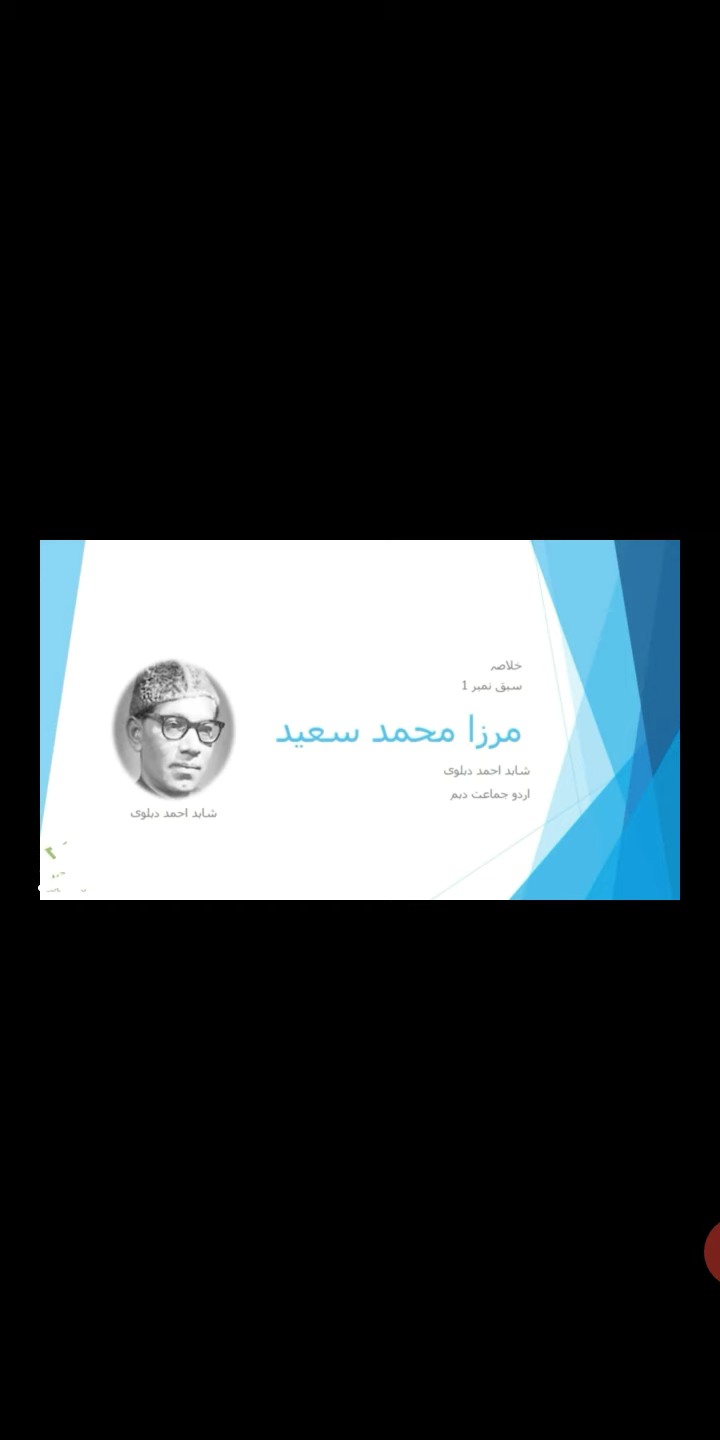 خلاصہ
سبق نمبر 1
مرزا محمد سعید
شاہد احمد دہلوی
اردو جماعت دہم
شاہد احمد دہلوی